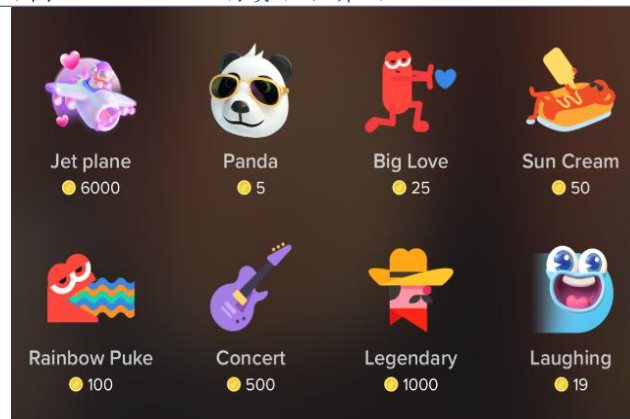 Jet plane
6000
Panda
5
Big Love
25
Sun Cream
50
Rainbow Puke
100
Concert
500
Legendary
1000
Laughing
19